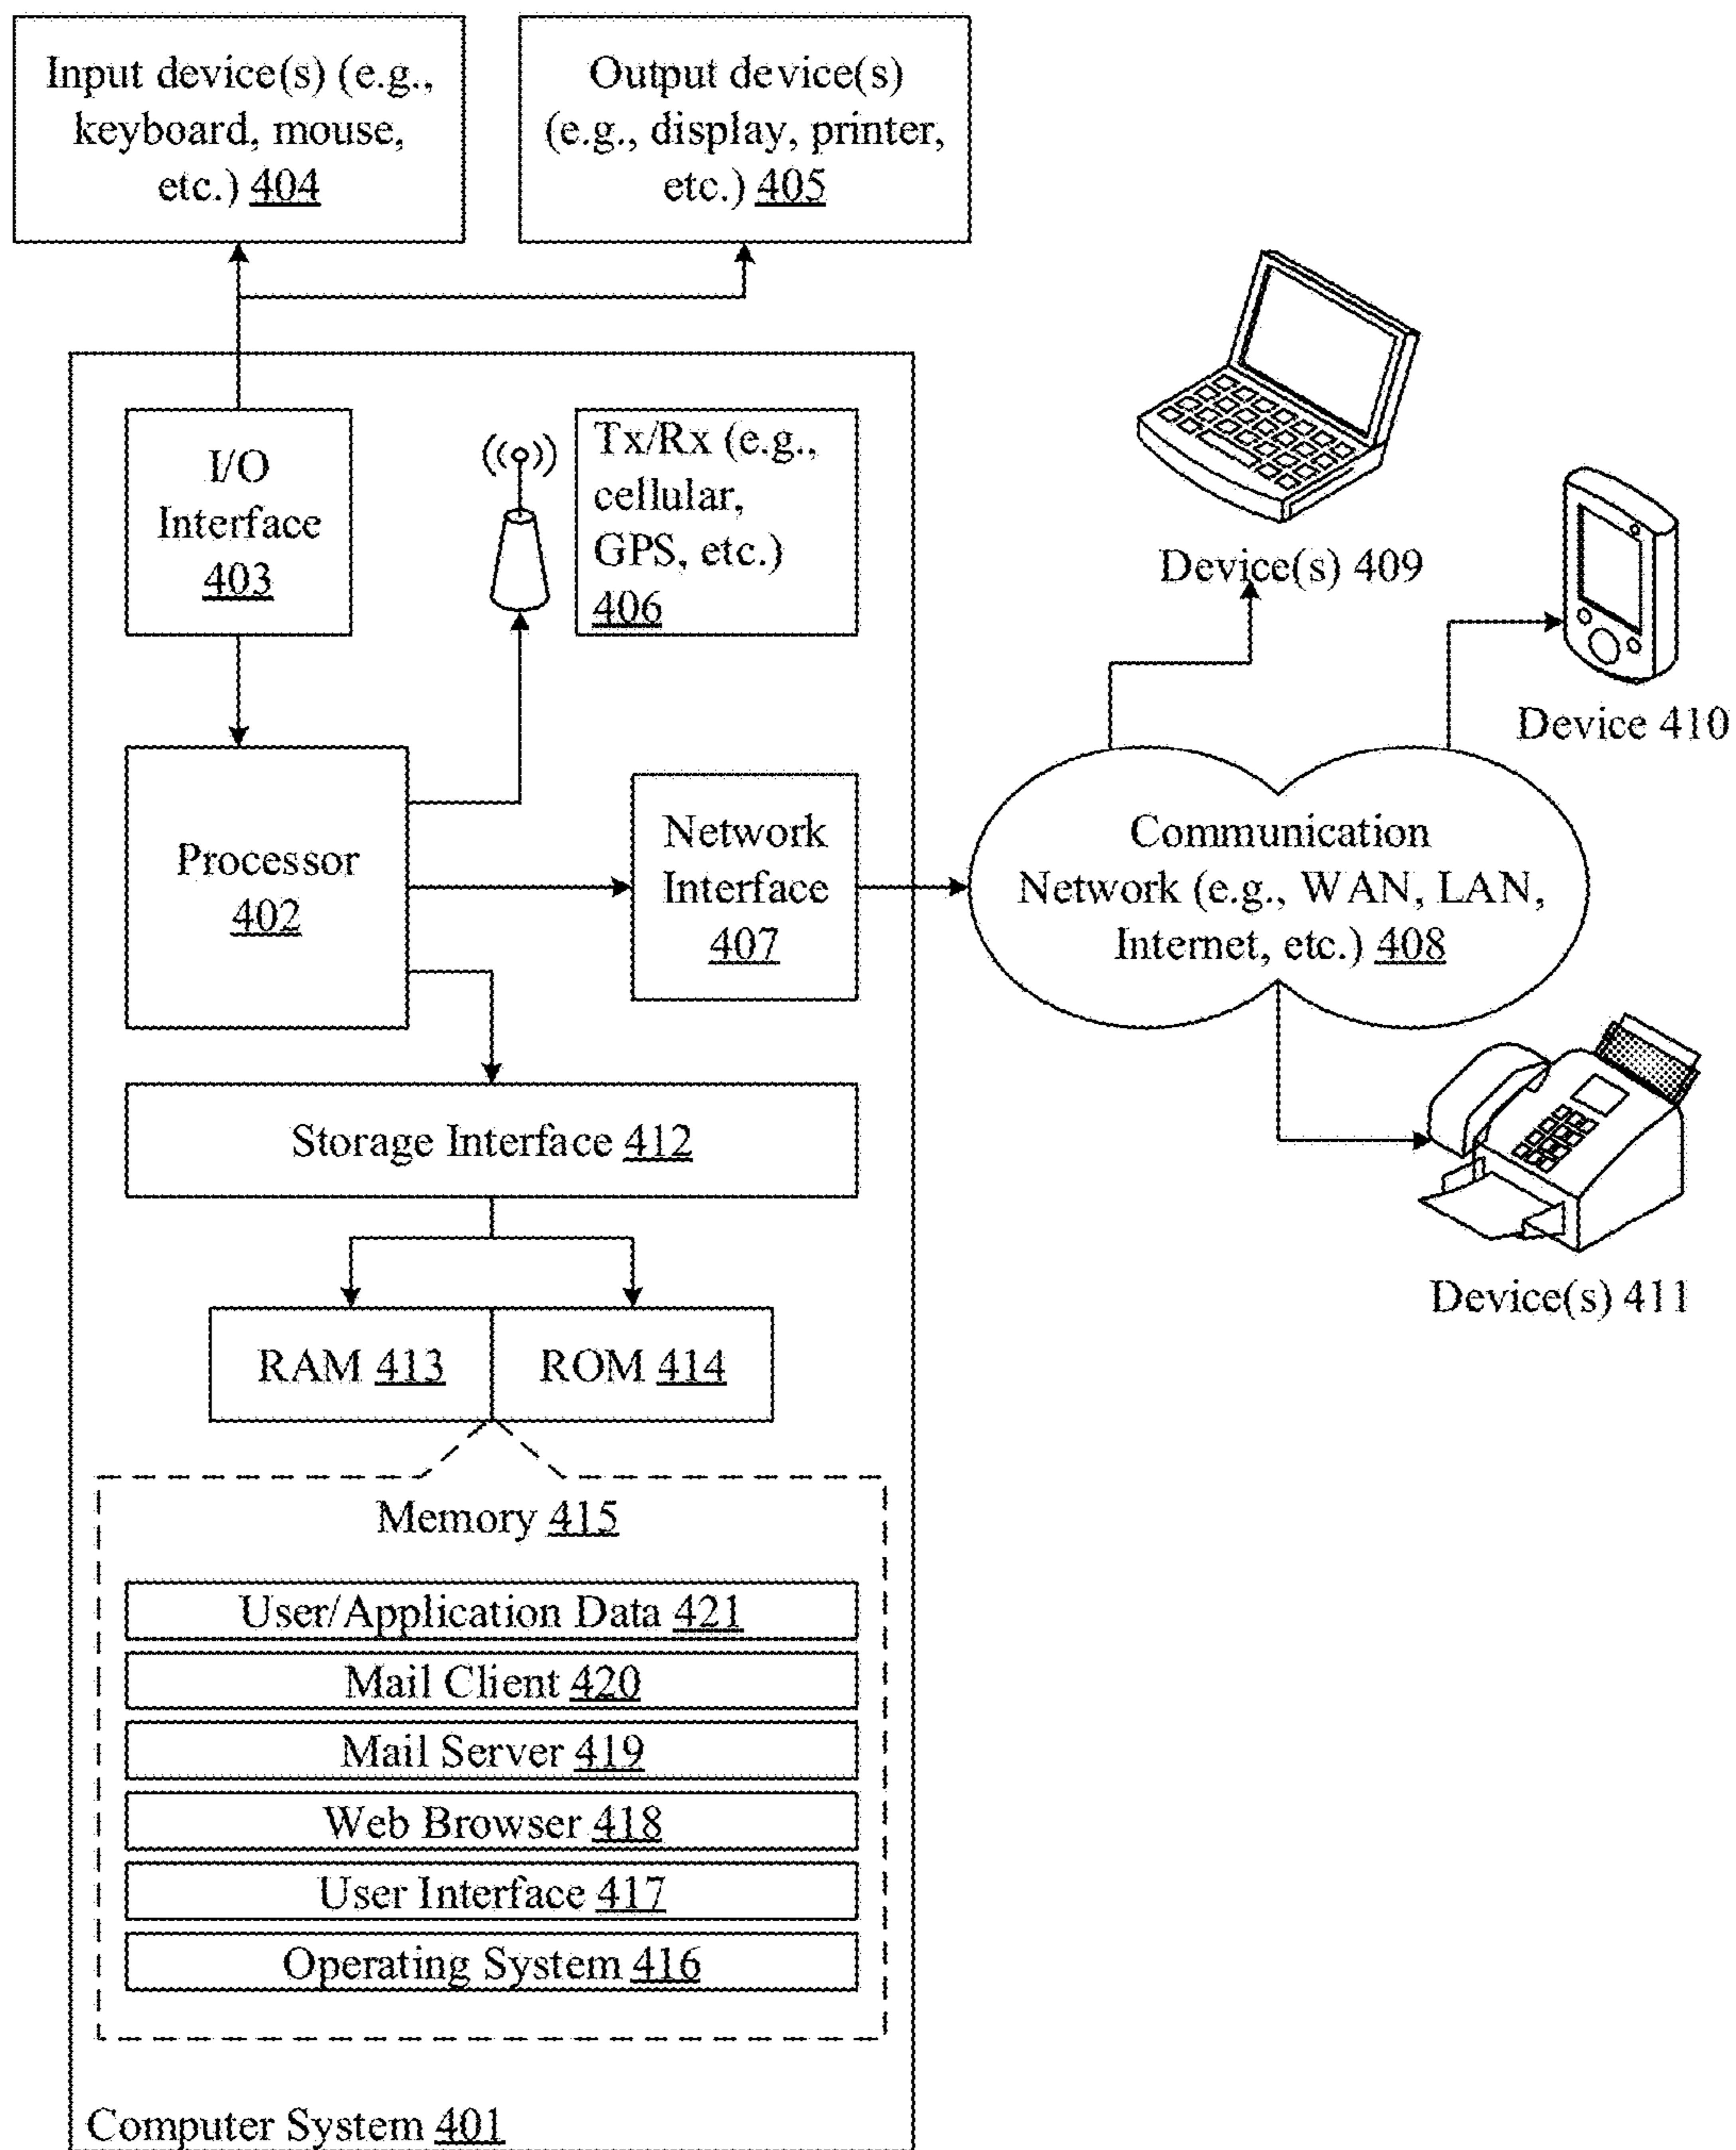 Input device(s) (e.g.,
keyboard, mouse,
etc.) 404
Output device(s)
(e.g., display, printer,
etc.) 405
I/O
Interface
403
Tx/Rx (e.g.,
cellular,
GPS, etc.)
406
Device(s) 409
Device 410
Processor
402
Network
Interface
407
Communication
Network (e.g., WAN, LAN,
Internet, etc.) 408
Storage Interface 412
Device(s) 411
RAM 413
ROM 414
Memory 415
User/Application Data 421
Mail Client 420
Mail Server 419
Web Browser 418
User Interface 417
Operating System 416
Computer System 401